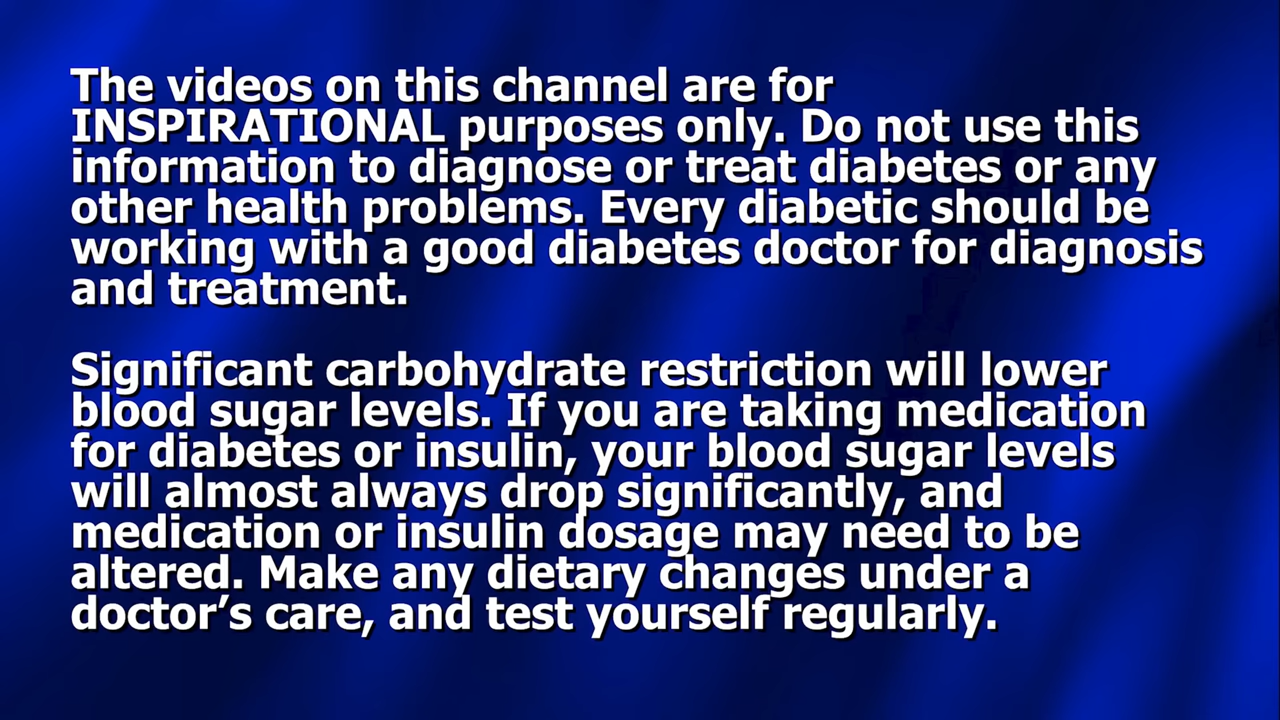 The videos on this channel are for
INSPIRATIONAL purposes only. Do not use this
information to diagnose or treat diabetes or any
other health problems. Every diabetic should be
working with a good diabetes doctor for diagnosis
and treatment.
Significant carbohydrate restriction will lower
blood sugar levels. If you are taking medication
for diabetes or insulin, your blood sugar levels
will almost always drop significantly, and
medication or insulin dosage may need to be
altered. Make any dietary changes under a
doctor’s care, and test yourself regularly.